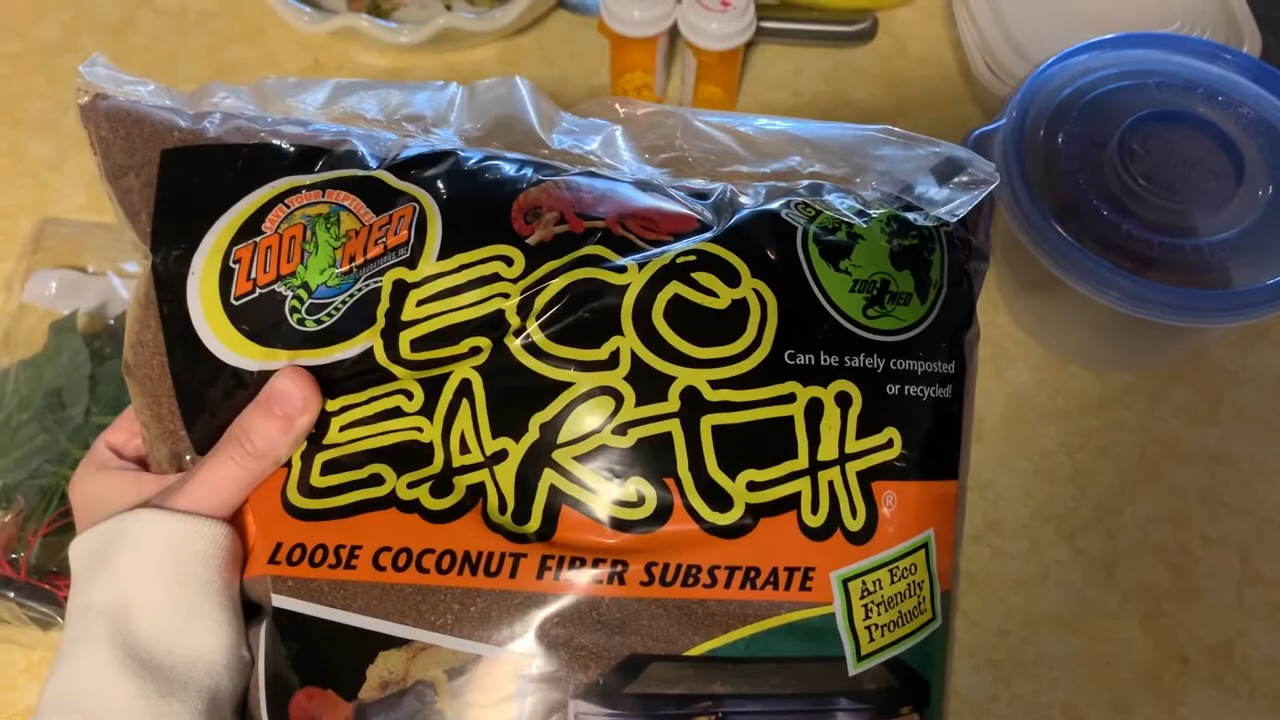 SAVE YOUR REPTILES
ZOO MED
LABORATORIES, INC.
ECO
EARTH
®
ZOO MED
Can be safely composted
or recycled!
LOOSE COCONUT FIBER SUBSTRATE
An Eco
Friendly
Product!